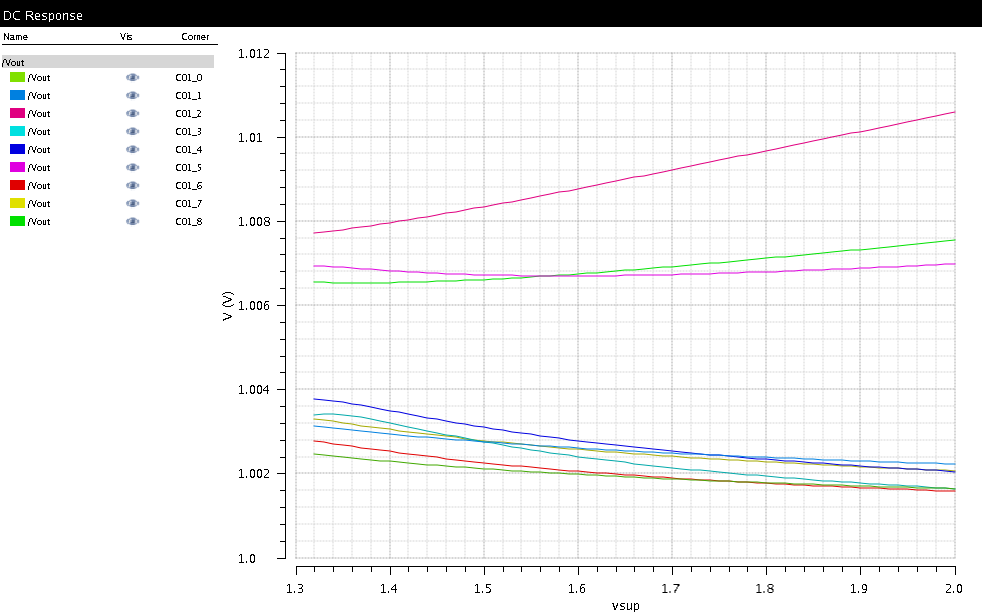 DC Response
Name Vis Corner
/Vout
/Vout C01_0
/Vout C01_1
/Vout C01_2
/Vout C01_3
/Vout C01_4
/Vout C01_5
/Vout C01_6
/Vout C01_7
/Vout C01_8
1.012
1.01
1.008
1.006
1.004
1.002
1.0
V (V)
1.3 1.4 1.5 1.6 1.7 1.8 1.9 2.0
vsup